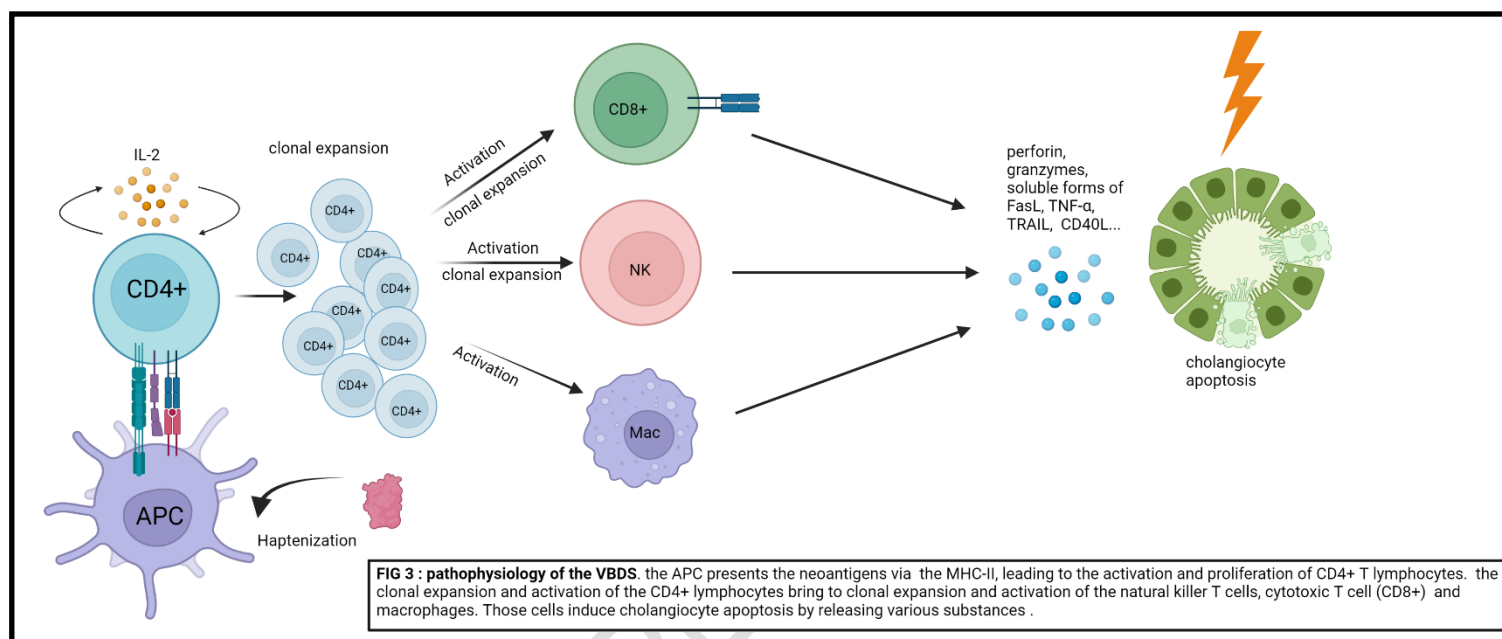 IL-2
CD4+
APC
Haptenization
clonal expansion
CD4+
CD4+
CD4+
CD4+
CD4+
CD4+
CD4+
CD4+
CD4+
Activation
clonal expansion
Activation
clonal expansion
Activation
CD8+
NK
Mac
perforin,
granzymes,
soluble forms of
FasL, TNF-α,
TRAIL, CD40L...
cholangiocyte
apoptosis
FIG 3 : pathophysiology of the VBDS. the APC presents the neoantigens via the MHC-II, leading to the activation and proliferation of CD4+ T lymphocytes. the
clonal expansion and activation of the CD4+ lymphocytes bring to clonal expansion and activation of the natural killer T cells, cytotoxic T cell (CD8+) and
macrophages. Those cells induce cholangiocyte apoptosis by releasing various substances .